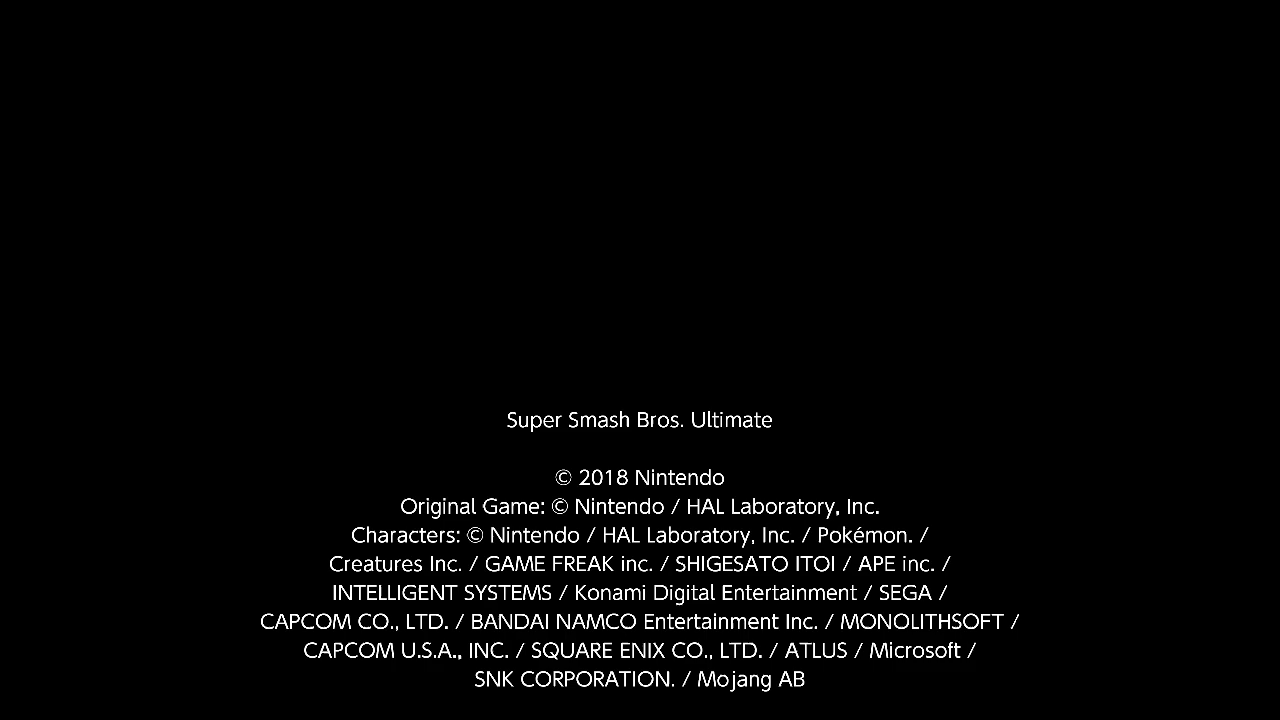 Super Smash Bros. Ultimate
© 2018 Nintendo
Original Game: © Nintendo / HAL Laboratory, Inc.
Characters: © Nintendo / HAL Laboratory, Inc. / Pokémon. /
Creatures Inc. / GAME FREAK inc. / SHIGESATO ITOI / APE inc. /
INTELLIGENT SYSTEMS / Konami Digital Entertainment / SEGA /
CAPCOM CO., LTD. / BANDAI NAMCO Entertainment Inc. / MONOLITHSOFT /
CAPCOM U.S.A., INC. / SQUARE ENIX CO., LTD. / ATLUS / Microsoft /
SNK CORPORATION. / Mojang AB